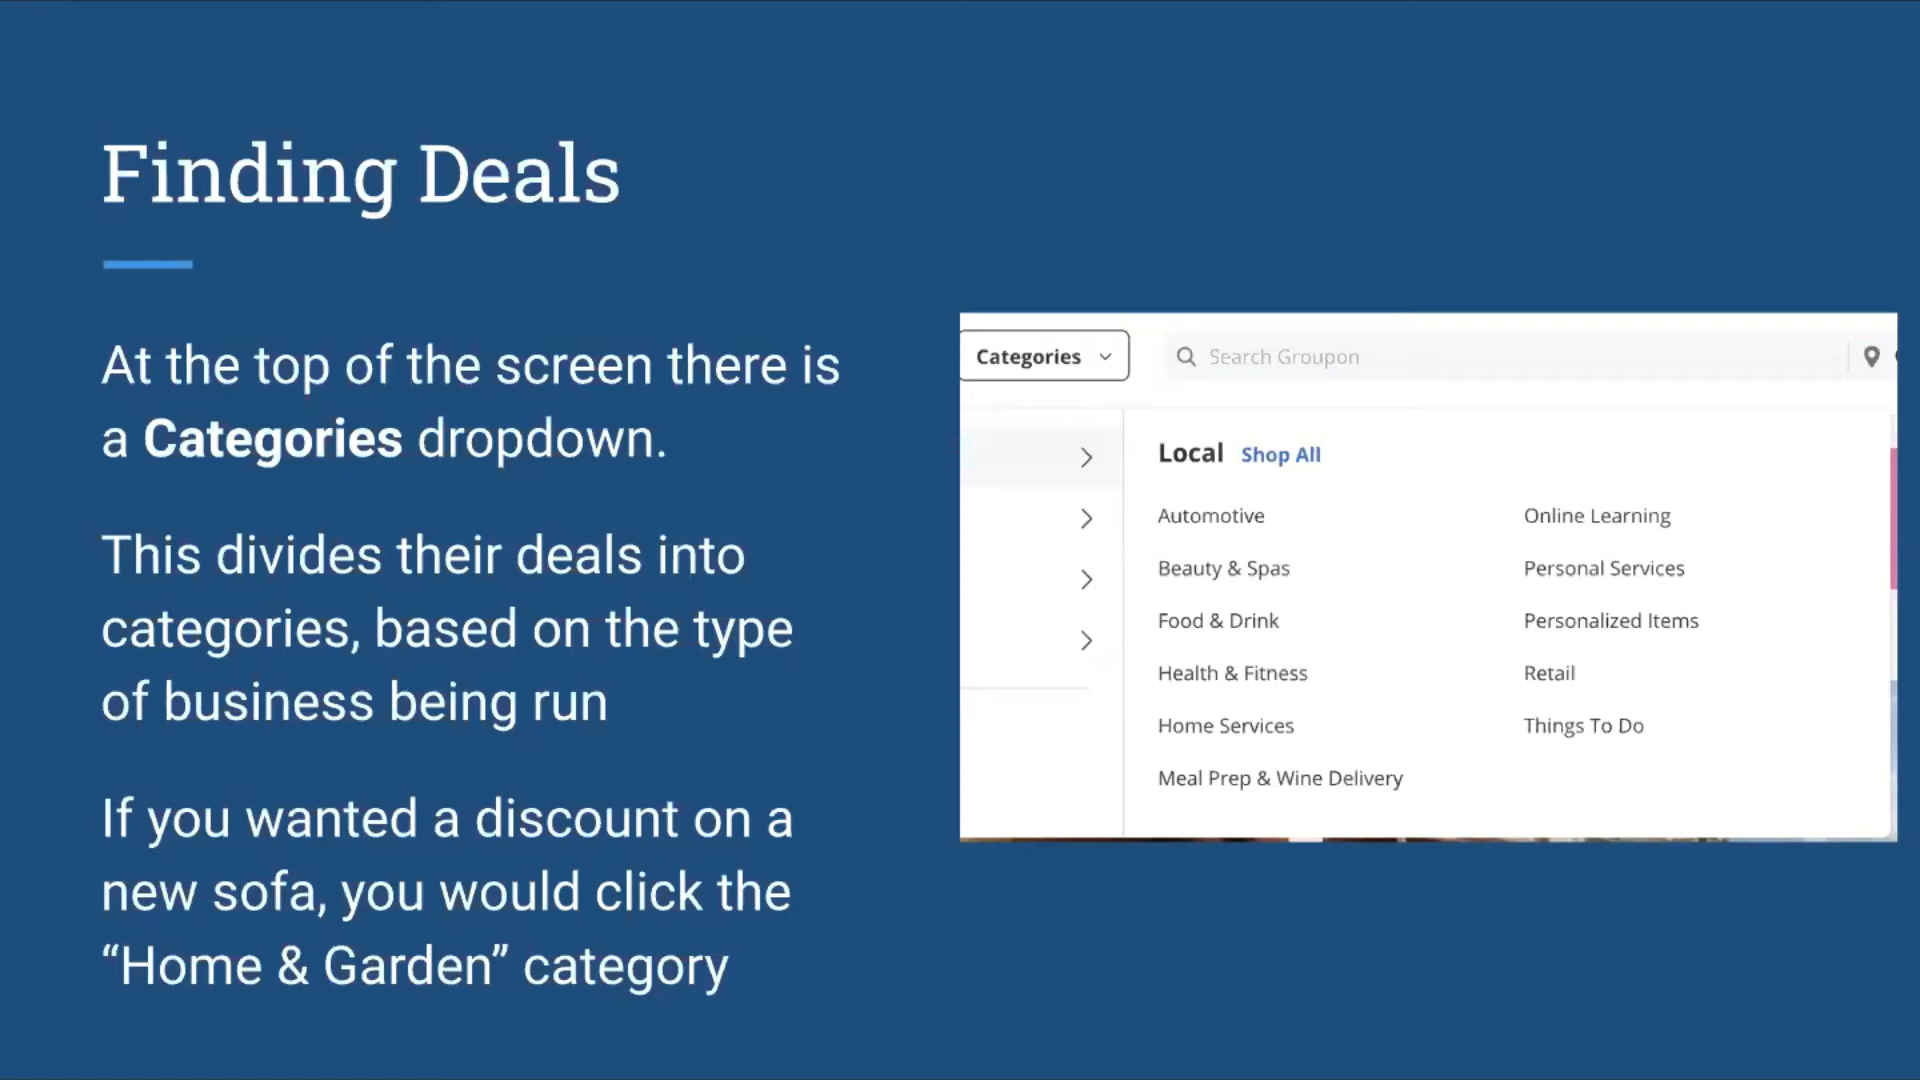 Finding Deals
At the top of the screen there is
a Categories dropdown.
This divides their deals into
categories, based on the type
of business being run
If you wanted a discount on a
new sofa, you would click the
“Home & Garden” category
Categories
Search Groupon
Local Shop All
Automotive
Beauty & Spas
Food & Drink
Health & Fitness
Home Services
Meal Prep & Wine Delivery
Online Learning
Personal Services
Personalized Items
Retail
Things To Do